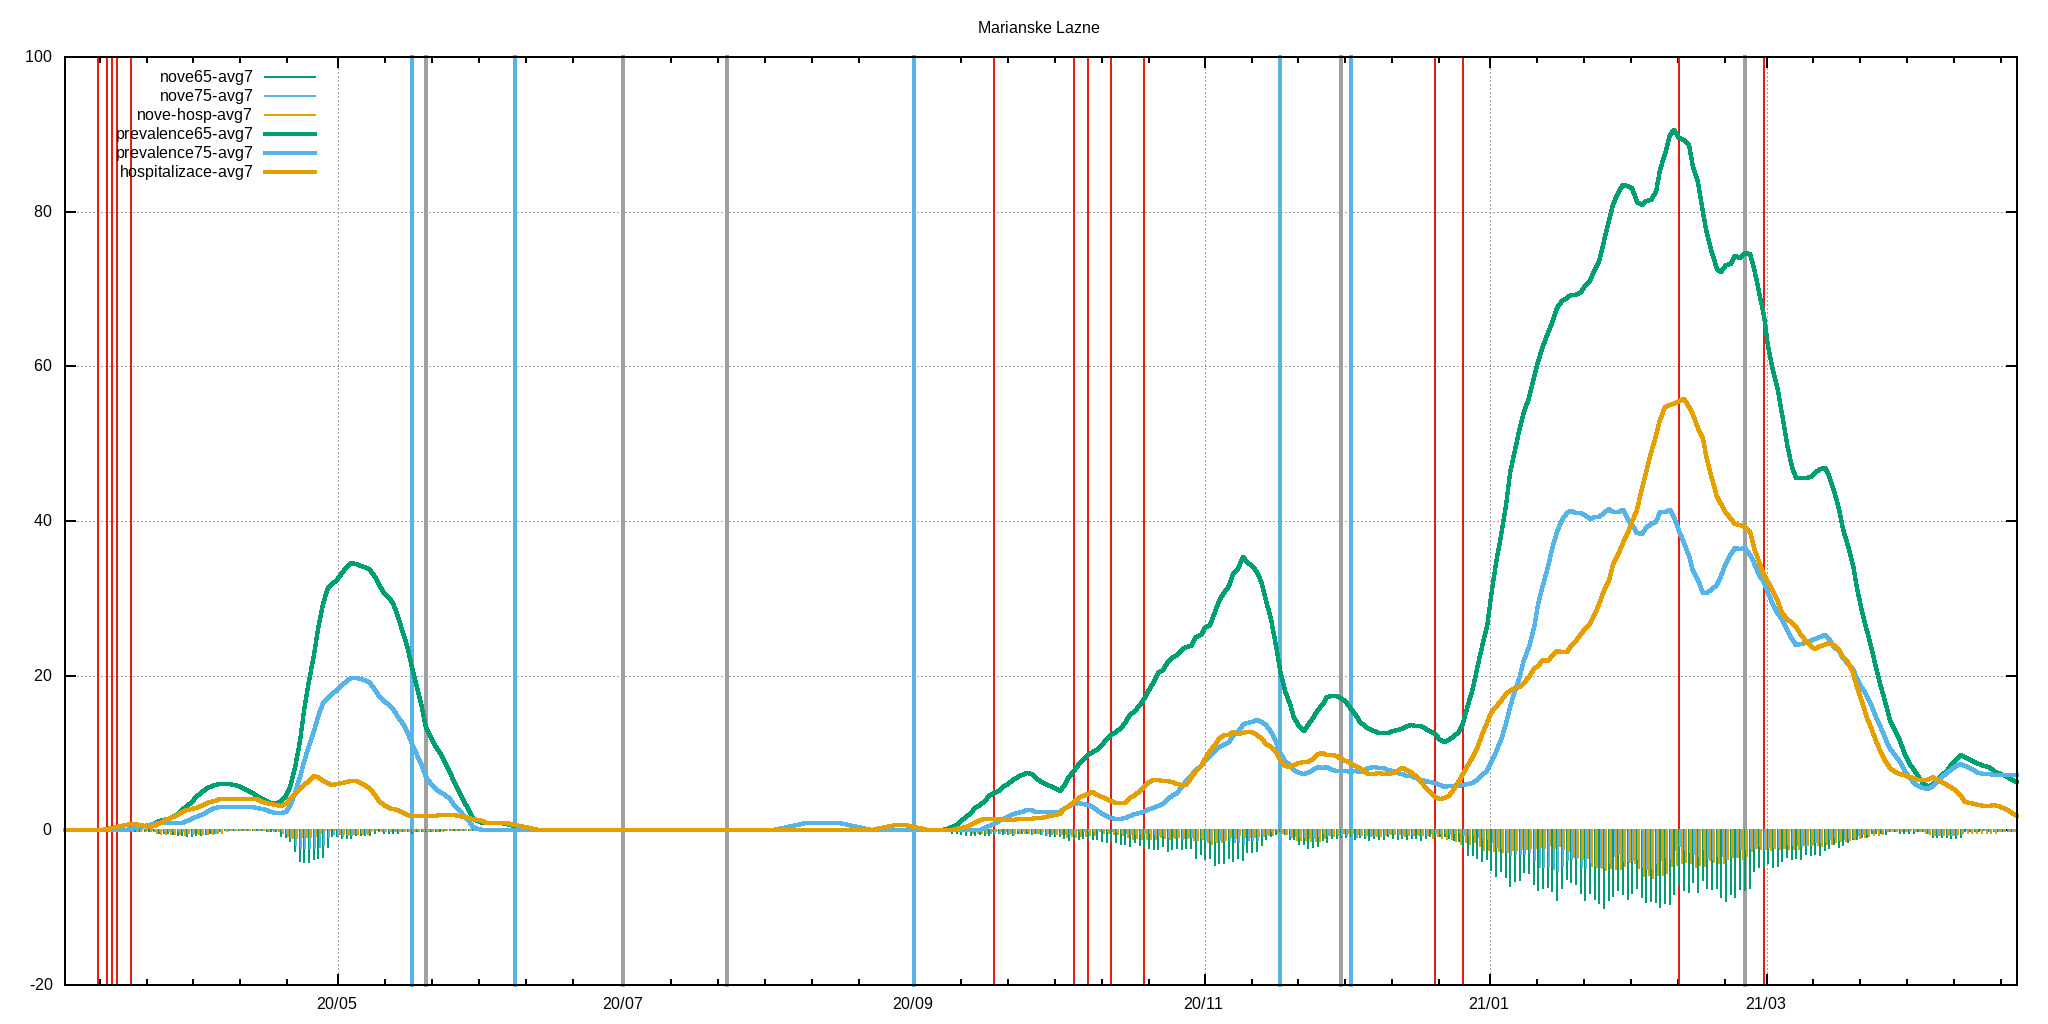 Marianske Lazne
100
nove65-avg7
nove75-avg7
nove-hosp-avg7
prevalence65-avg7
prevalence75-avg7
hospitalizace-avg7
80
60
40
20
0
-20
20/05 20/07 20/09 20/11 21/01 21/03